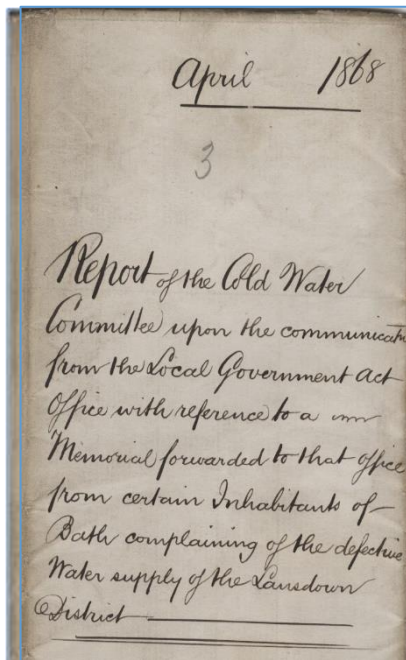 April 1868
3
Report of the Cold Water
Committee upon the communicatn
from the Local Government Act
Office with reference to a
Memorial forwarded to that office
from certain Inhabitants of
Bath complaining of the defective
Water supply of the Lansdown
District